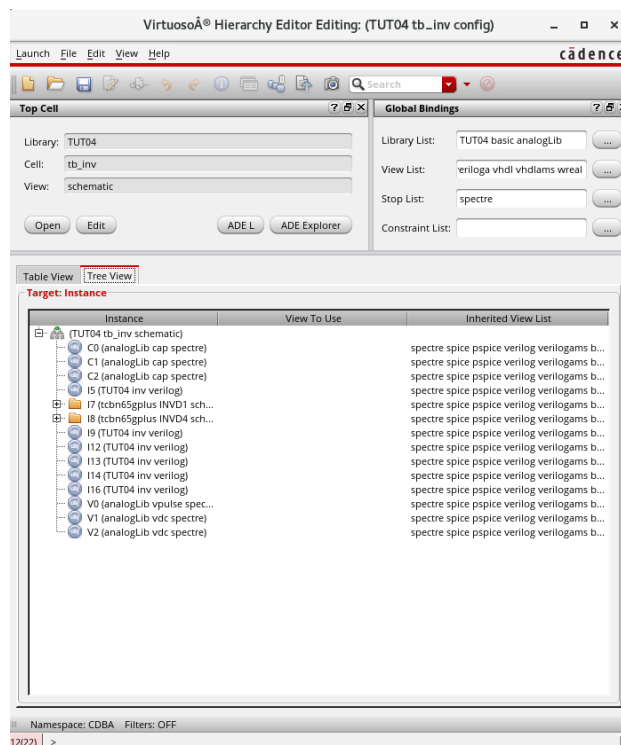 VirtuosoÂ® Hierarchy Editor Editing: (TUT04 tb_inv config)
Launch File Edit View Help
cādence
Search
Top Cell
Global Bindings
Library: TUT04
Library List: TUT04 basic analogLib ...
Cell: tb_inv
View List: veriloga vhdl vhdlams wreal ...
View: schematic
Stop List: spectre ...
Open Edit ADE L ADE Explorer
Constraint List: ...
Table View Tree View
Target: Instance
Instance View To Use Inherited View List
(TUT04 tb_inv schematic)
C0 (analogLib cap spectre) spectre spice pspice verilog verilogams b...
C1 (analogLib cap spectre) spectre spice pspice verilog verilogams b...
C2 (analogLib cap spectre) spectre spice pspice verilog verilogams b...
I5 (TUT04 inv verilog) spectre spice pspice verilog verilogams b...
I7 (tcbn65gplus INVD1 sch... spectre spice pspice verilog verilogams b...
I8 (tcbn65gplus INVD4 sch... spectre spice pspice verilog verilogams b...
I9 (TUT04 inv verilog) spectre spice pspice verilog verilogams b...
I12 (TUT04 inv verilog) spectre spice pspice verilog verilogams b...
I13 (TUT04 inv verilog) spectre spice pspice verilog verilogams b...
I14 (TUT04 inv verilog) spectre spice pspice verilog verilogams b...
I16 (TUT04 inv verilog) spectre spice pspice verilog verilogams b...
V0 (analogLib vpulse spec... spectre spice pspice verilog verilogams b...
V1 (analogLib vdc spectre) spectre spice pspice verilog verilogams b...
V2 (analogLib vdc spectre) spectre spice pspice verilog verilogams b...
Namespace: CDBA Filters: OFF
12(22) >